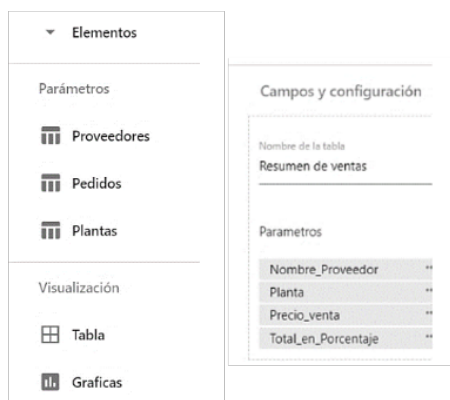 Elementos
Parámetros
Proveedores
Pedidos
Plantas
Visualización
Tabla
Graficas
Campos y configuración
Nombre de la tabla
Resumen de ventas
Parametros
Nombre_Proveedor
Planta
Precio_venta
Total_en_Porcentaje